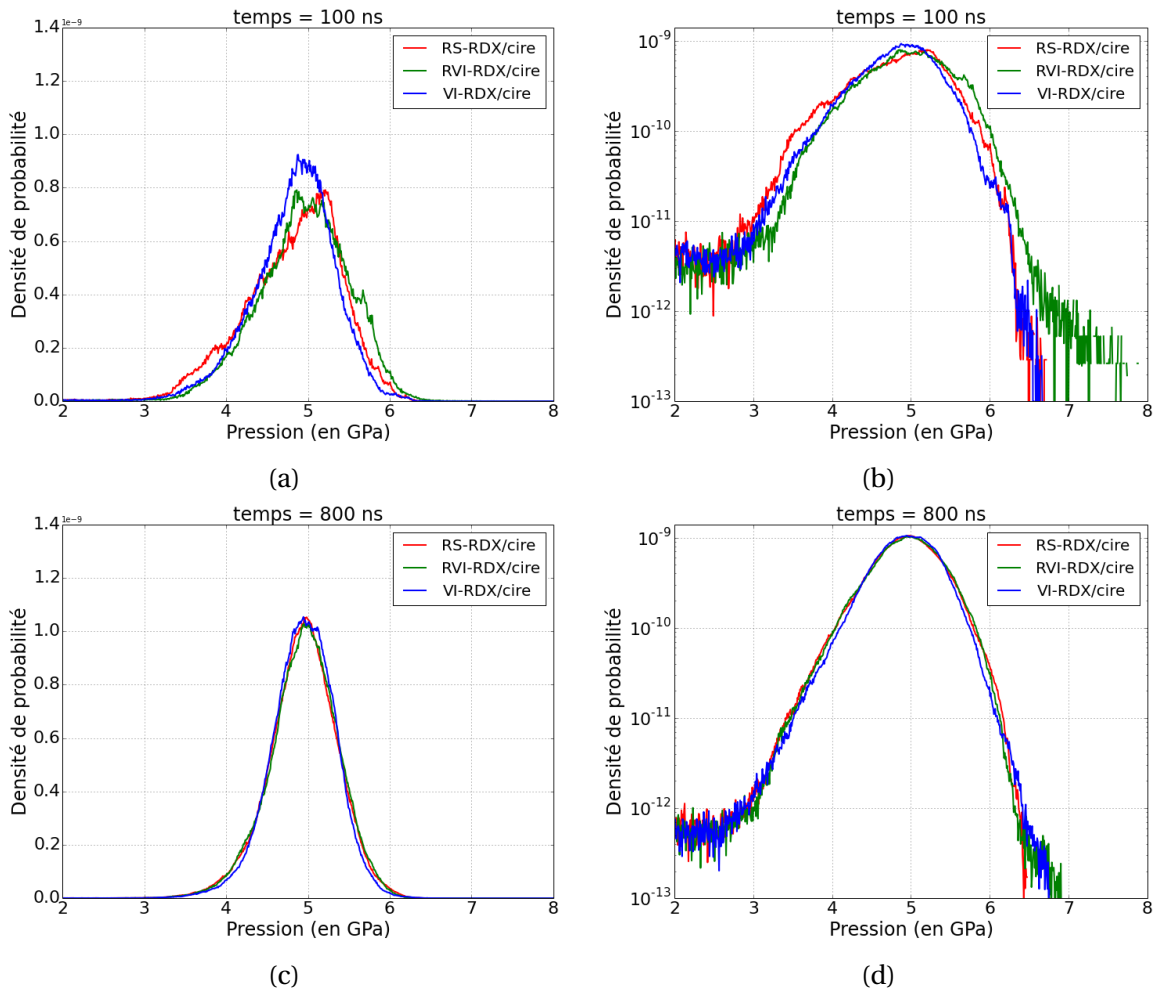 temps = 100 ns
1e-9
1.4
1.2
1.0
0.8
0.6
0.4
0.2
0.0
Densité de probabilité
RS-RDX/cire
RVI-RDX/cire
VI-RDX/cire
2 3 4 5 6 7 8
Pression (en GPa)
(a)
temps = 100 ns
10⁻⁹
10⁻¹⁰
10⁻¹¹
10⁻¹²
10⁻¹³
Densité de probabilité
RS-RDX/cire
RVI-RDX/cire
VI-RDX/cire
2 3 4 5 6 7 8
Pression (en GPa)
(b)
temps = 800 ns
1e-9
1.4
1.2
1.0
0.8
0.6
0.4
0.2
0.0
Densité de probabilité
RS-RDX/cire
RVI-RDX/cire
VI-RDX/cire
2 3 4 5 6 7 8
Pression (en GPa)
(c)
temps = 800 ns
10⁻⁹
10⁻¹⁰
10⁻¹¹
10⁻¹²
10⁻¹³
Densité de probabilité
RS-RDX/cire
RVI-RDX/cire
VI-RDX/cire
2 3 4 5 6 7 8
Pression (en GPa)
(d)